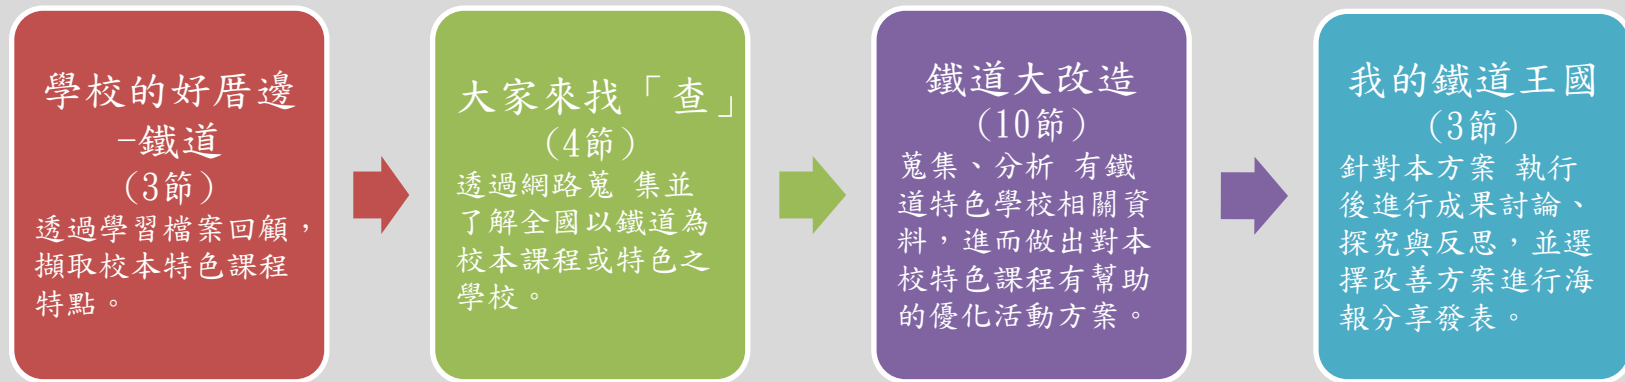 學校的好厝邊
-鐵道
(3節)
透過學習檔案回顧，
擷取校本特色課程
特點。
大家來找「查」
(4節)
透過網路蒐 集並
了解全國以鐵道為
校本課程或特色之
學校。
鐵道大改造
(10節)
蒐集、分析 有鐵
道特色學校相關資
料，進而做出對本
校特色課程有幫助
的優化活動方案。
我的鐵道王國
(3節)
針對本方案 執行
後進行成果討論、
探究與反思，並選
擇改善方案進行海
報分享發表。